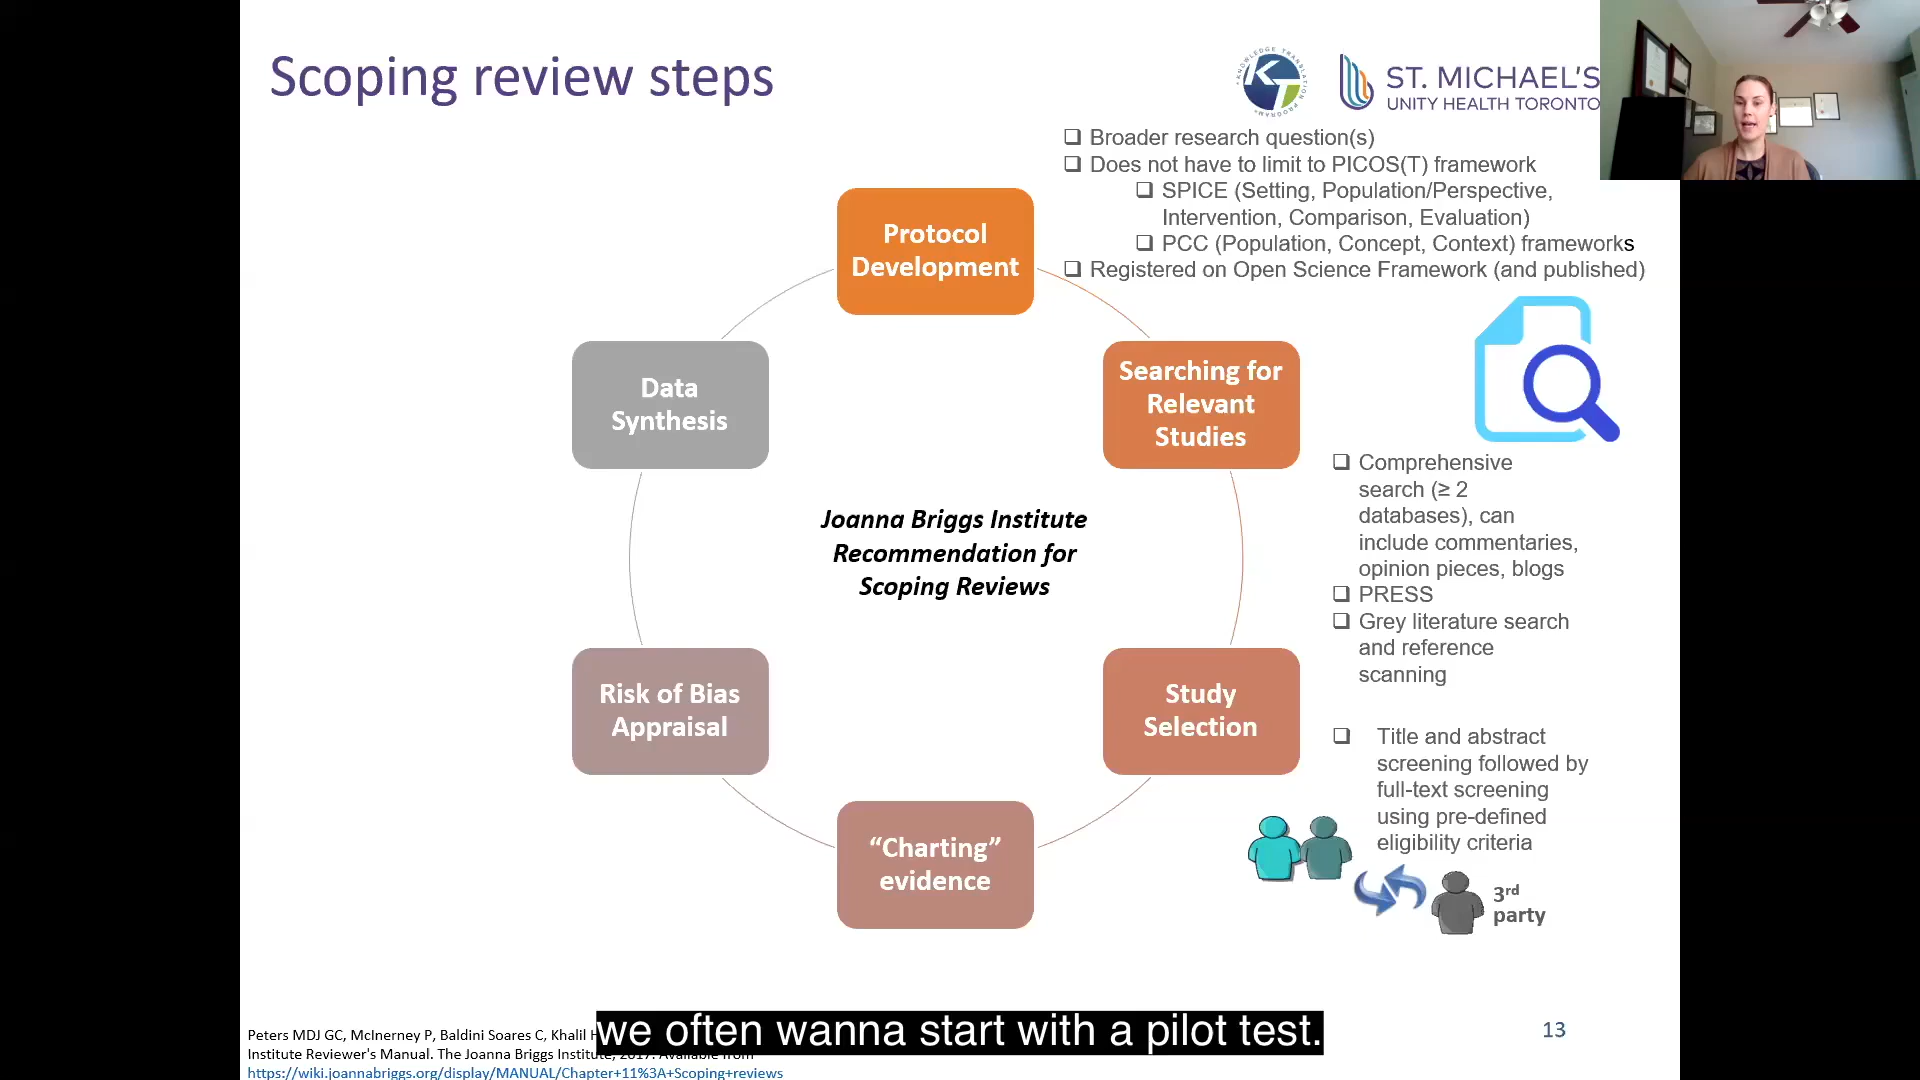 Scoping review steps
KNOWLEDGE TRANSLATION PROGRAM
KT
ST. MICHAEL'S
UNITY HEALTH TORONTO
❑ Broader research question(s)
❑ Does not have to limit to PICOS(T) framework
❑ SPICE (Setting, Population/Perspective,
Intervention, Comparison, Evaluation)
❑ PCC (Population, Concept, Context) frameworks
❑ Registered on Open Science Framework (and published)
Protocol
Development
Searching for
Relevant
Studies
❑ Comprehensive
search (≥ 2
databases), can
include commentaries,
opinion pieces, blogs
❑ PRESS
❑ Grey literature search
and reference
scanning
Study
Selection
❑ Title and abstract
screening followed by
full-text screening
using pre-defined
eligibility criteria
3rd
party
"Charting"
evidence
Risk of Bias
Appraisal
Data
Synthesis
Joanna Briggs Institute
Recommendation for
Scoping Reviews
Peters MDJ GC, McInerney P, Baldini Soares C, Khalil
Institute Reviewer's Manual. The Joanna Briggs Institute, 2017. Available from
https://wiki.joannabriggs.org/display/MANUAL/Chapter+11%3A+Scoping+reviews
we often wanna start with a pilot test.
13